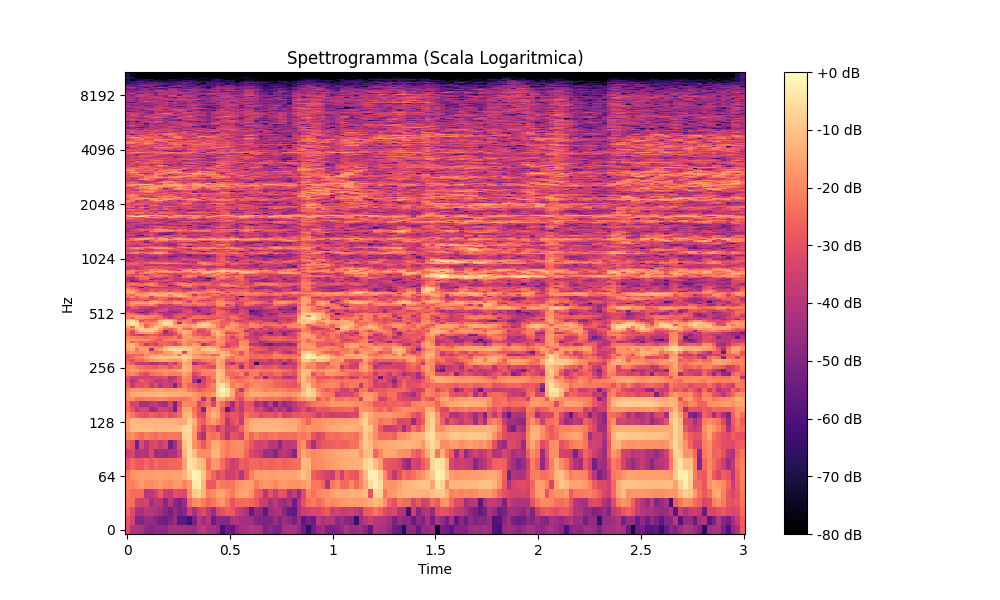 Spettrogramma (Scala Logaritmica)
8192
4096
2048
1024
512
256
128
64
0
Hz
0
0.5
1
1.5
2
2.5
3
Time
+0 dB
-10 dB
-20 dB
-30 dB
-40 dB
-50 dB
-60 dB
-70 dB
-80 dB